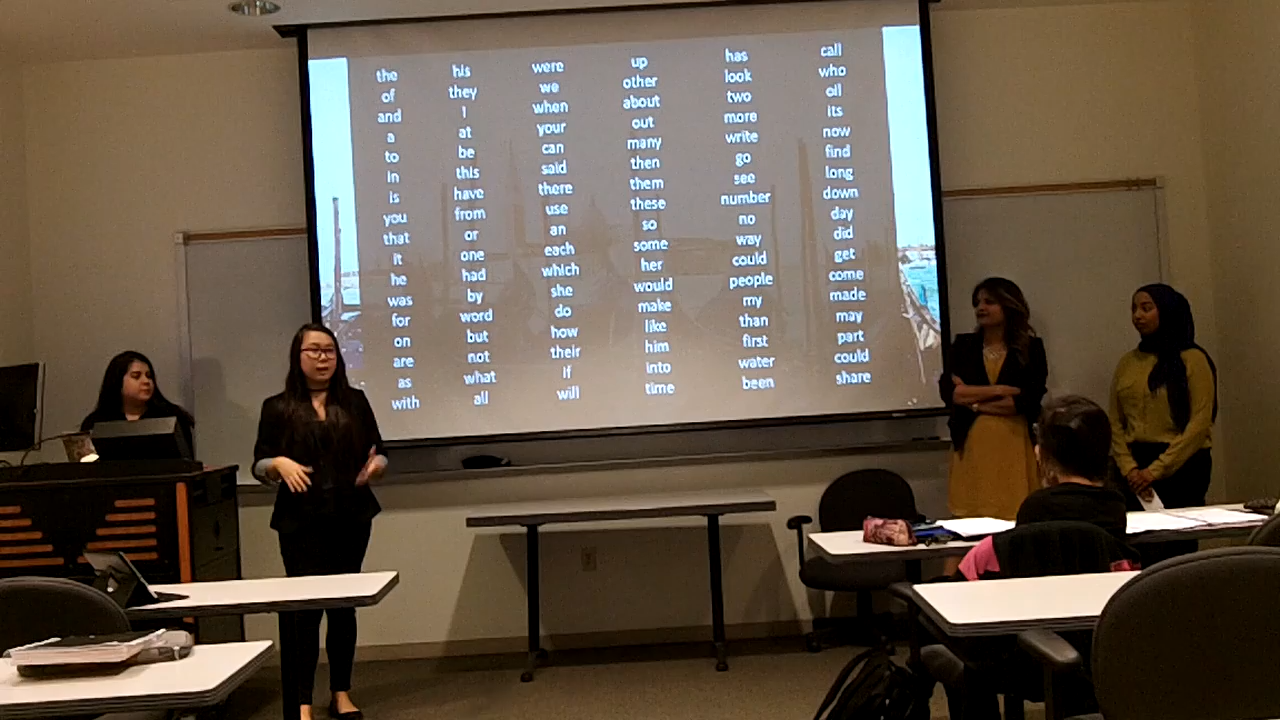 the
of
and
a
to
in
is
you
that
it
he
was
for
on
are
as
with
his
they
I
at
be
this
have
from
or
one
had
by
word
but
not
what
all
were
we
when
your
can
said
there
use
an
each
which
she
do
how
their
if
will
up
other
about
out
many
then
them
these
so
some
her
would
make
like
him
into
time
has
look
two
more
write
go
see
number
no
way
could
people
my
than
first
water
been
call
who
oil
its
now
find
long
down
day
did
get
come
made
may
part
could
share